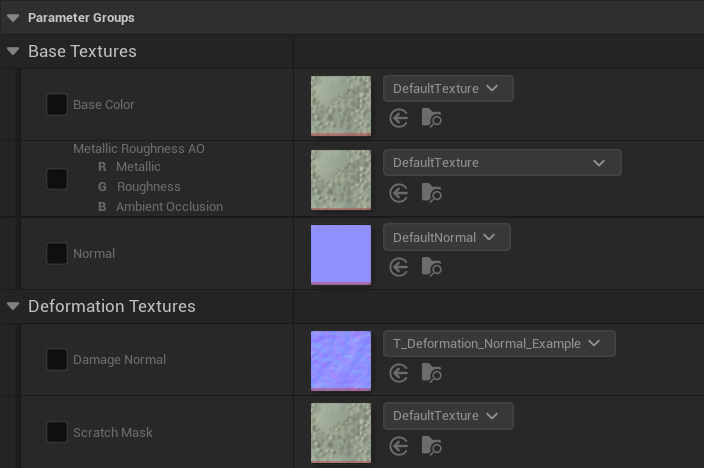 Parameter Groups
Base Textures
Base Color
DefaultTexture
Metallic Roughness AO
R Metallic
G Roughness
B Ambient Occlusion
DefaultTexture
Normal
DefaultNormal
Deformation Textures
Damage Normal
T_Deformation_Normal_Example
Scratch Mask
DefaultTexture